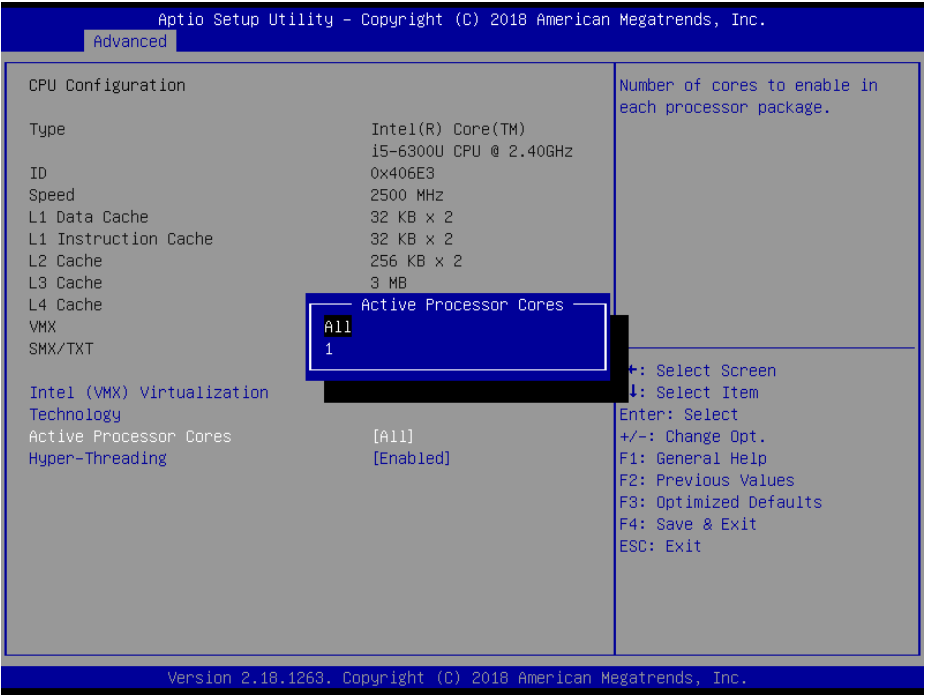 Aptio Setup Utility – Copyright (C) 2018 American Megatrends, Inc.
Advanced
CPU Configuration
Type Intel(R) Core(TM)
i5-6300U CPU @ 2.40GHz
ID 0x406E3
Speed 2500 MHz
L1 Data Cache 32 KB x 2
L1 Instruction Cache 32 KB x 2
L2 Cache 256 KB x 2
L3 Cache 3 MB
L4 Cache
VMX
SMX/TXT
Intel (VMX) Virtualization
Technology
Active Processor Cores [All]
Hyper-Threading [Enabled]
Active Processor Cores
All
1
Number of cores to enable in
each processor package.
: Select Screen
↓: Select Item
Enter: Select
+/-: Change Opt.
F1: General Help
F2: Previous Values
F3: Optimized Defaults
F4: Save & Exit
ESC: Exit
Version 2.18.1263. Copyright (C) 2018 American Megatrends, Inc.